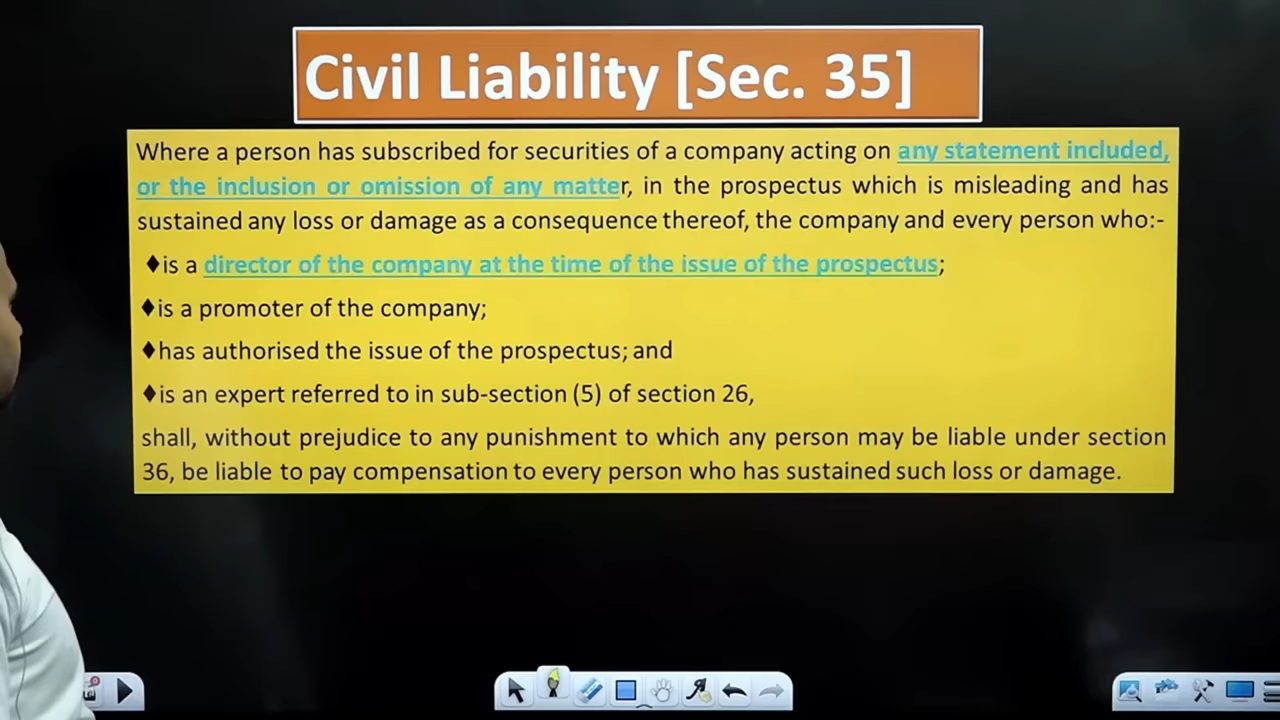 Civil Liability [Sec. 35]
Where a person has subscribed for securities of a company acting on any statement included,
or the inclusion or omission of any matter, in the prospectus which is misleading and has
sustained any loss or damage as a consequence thereof, the company and every person who:-
♦is a director of the company at the time of the issue of the prospectus;
♦is a promoter of the company;
♦has authorised the issue of the prospectus; and
♦is an expert referred to in sub-section (5) of section 26,
shall, without prejudice to any punishment to which any person may be liable under section
36, be liable to pay compensation to every person who has sustained such loss or damage.